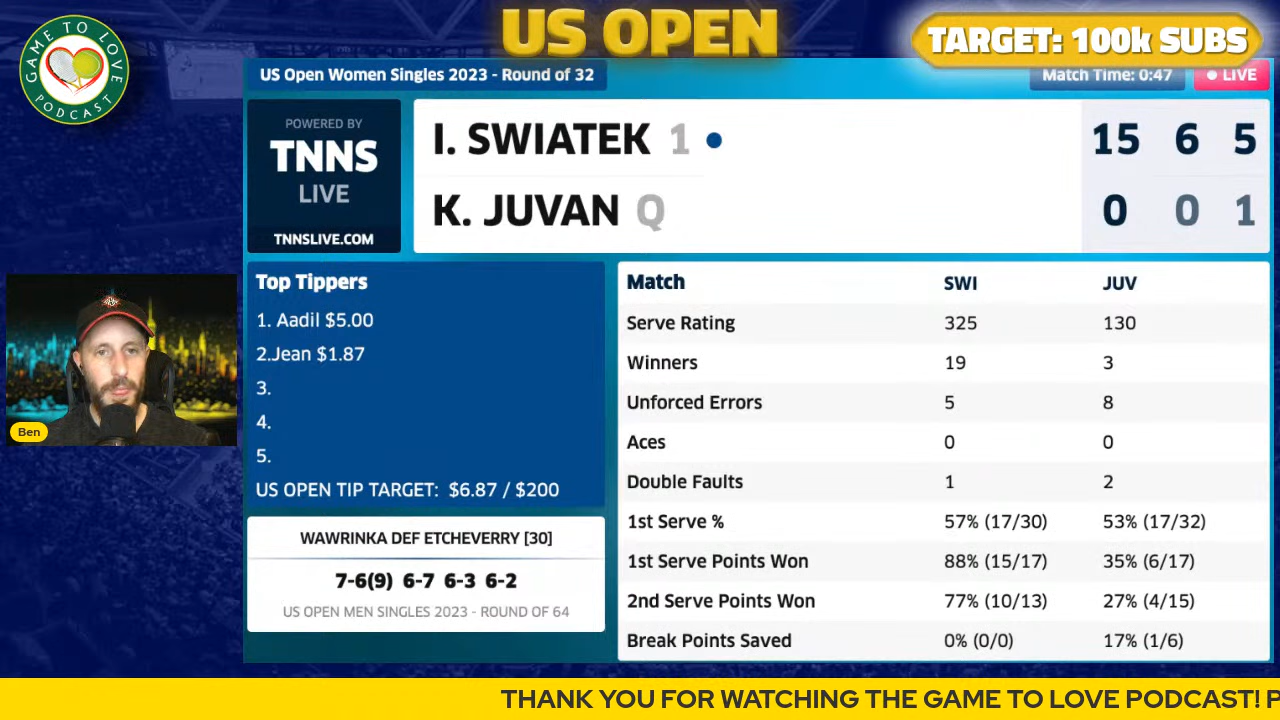 GAME TO LOVE
PODCAST
US OPEN
TARGET: 100k SUBS
US Open Women Singles 2023 - Round of 32
Match Time: 0:47
LIVE
POWERED BY
TNNS
LIVE
TNNSLIVE.COM
I. SWIATEK 1 15 6 5
K. JUVAN Q 0 0 1
Top Tippers
1. Aadil $5.00
2.Jean $1.87
3.
4.
5.
US OPEN TIP TARGET: $6.87 / $200
WAWRINKA DEF ETCHEVERRY [30]
7-6(9) 6-7 6-3 6-2
US OPEN MEN SINGLES 2023 - ROUND OF 64
Match SWI JUV
Serve Rating 325 130
Winners 19 3
Unforced Errors 5 8
Aces 0 0
Double Faults 1 2
1st Serve % 57% (17/30) 53% (17/32)
1st Serve Points Won 88% (15/17) 35% (6/17)
2nd Serve Points Won 77% (10/13) 27% (4/15)
Break Points Saved 0% (0/0) 17% (1/6)
Ben
THANK YOU FOR WATCHING THE GAME TO LOVE PODCAST! P